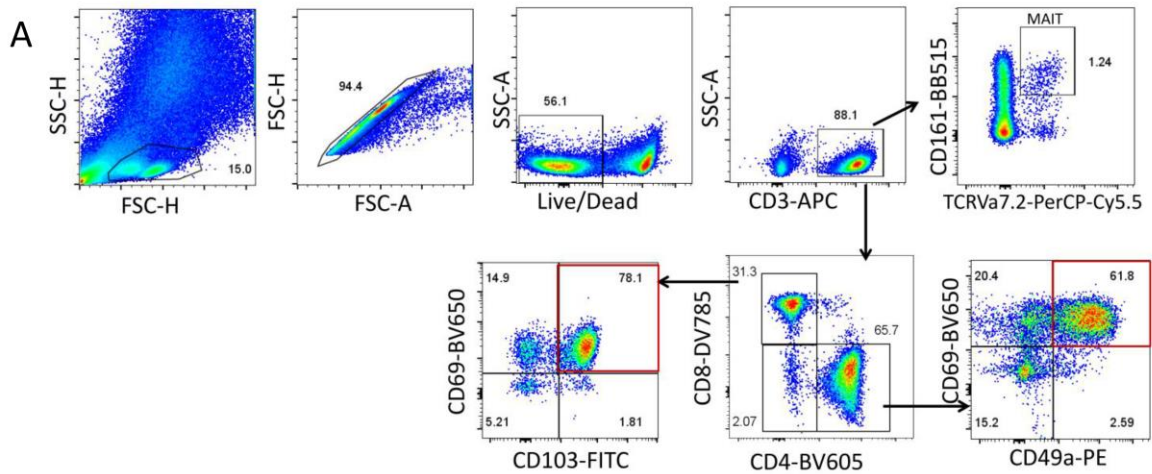 A
SSC-H
15.0
FSC-H
FSC-H
94.4
FSC-A
SSC-A
56.1
Live/Dead
SSC-A
88.1
CD3-APC
CD161-BB515
MAIT
1.24
TCRVa7.2-PerCP-Cy5.5
CD69-BV650
14.9
78.1
5.21
1.81
CD103-FITC
CD8-DV785
31.3
65.7
2.07
CD4-BV605
CD69-BV650
20.4
61.8
15.2
2.59
CD49a-PE